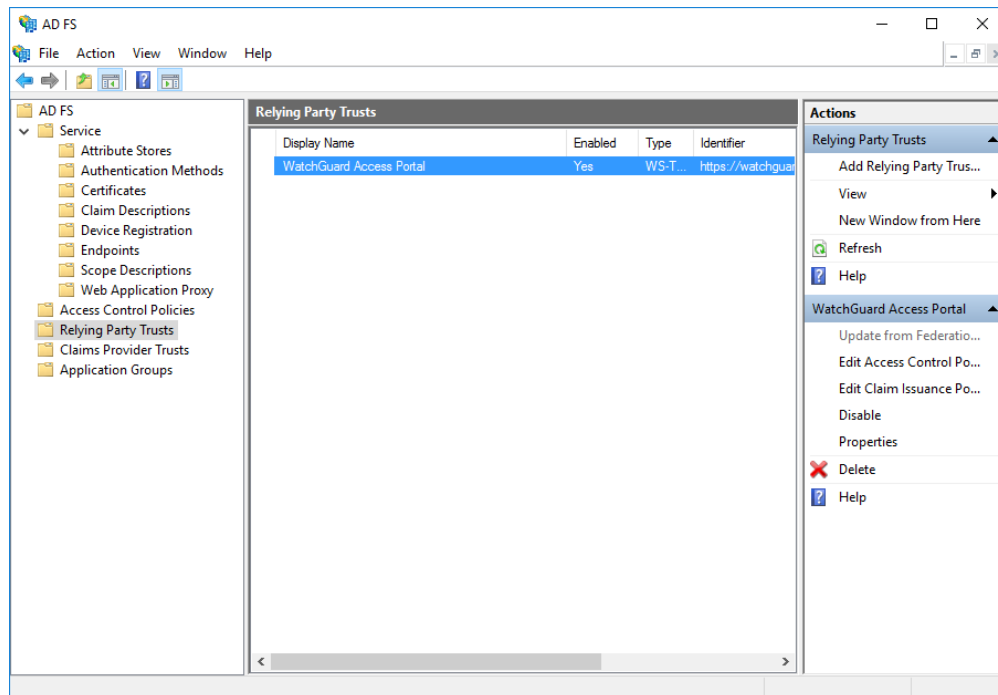 AD FS
File Action View Window Help
AD FS
Service
Attribute Stores
Authentication Methods
Certificates
Claim Descriptions
Device Registration
Endpoints
Scope Descriptions
Web Application Proxy
Access Control Policies
Relying Party Trusts
Claims Provider Trusts
Application Groups
Relying Party Trusts
Display Name Enabled Type Identifier
WatchGuard Access Portal Yes WS-T... https://watchguar
Actions
Relying Party Trusts
Add Relying Party Trus...
View
New Window from Here
Refresh
Help
WatchGuard Access Portal
Update from Federatio...
Edit Access Control Po...
Edit Claim Issuance Po...
Disable
Properties
Delete
Help